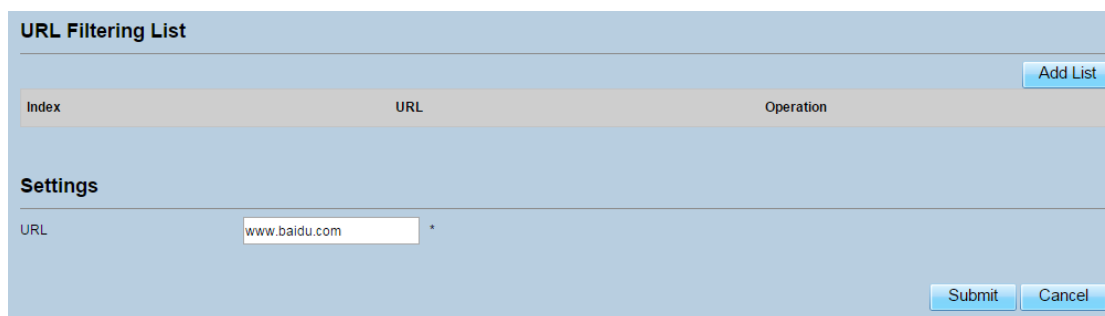 URL Filtering List
Add List
Index URL Operation
Settings
URL www.baidu.com *
Submit Cancel